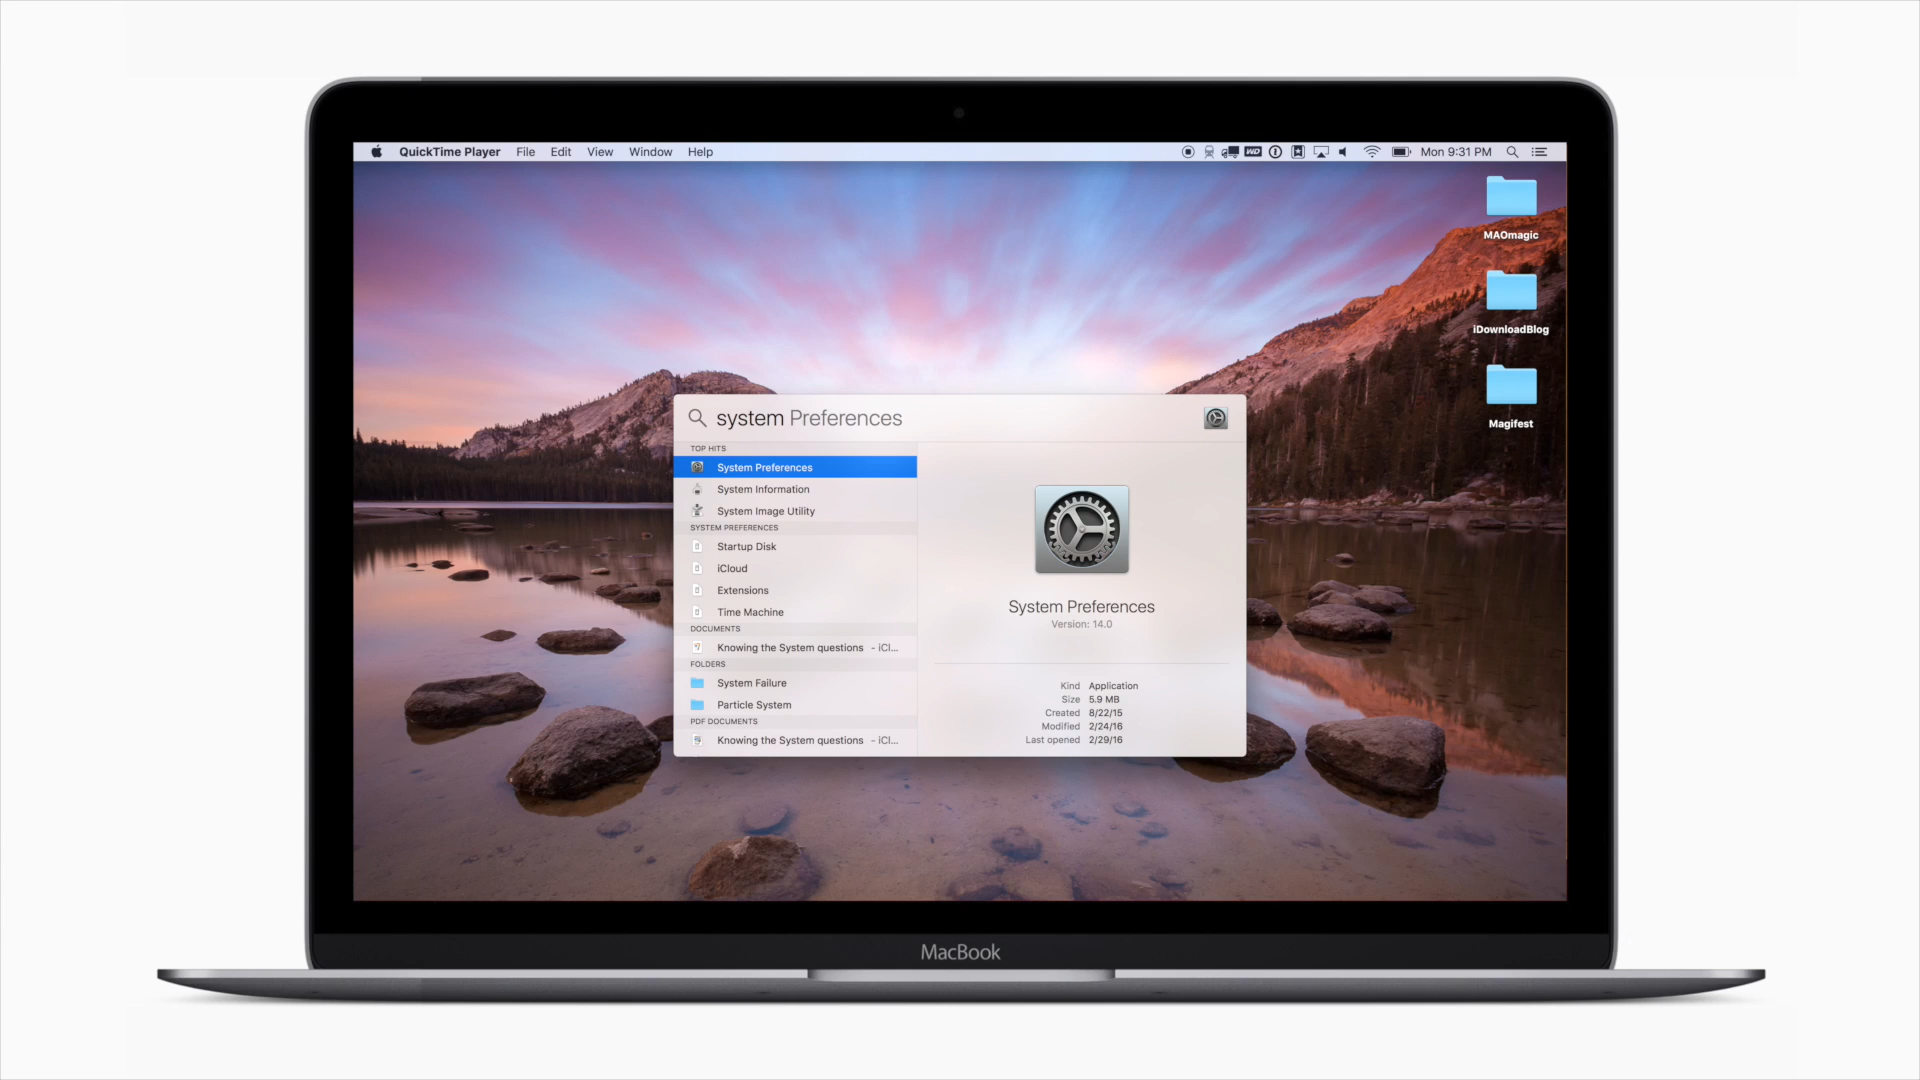 QuickTime Player File Edit View Window Help WD Mon 9:31 PM
MAOmagic
iDownloadBlog
Magifest
system Preferences
TOP HITS
System Preferences
System Information
System Image Utility
SYSTEM PREFERENCES
Startup Disk
iCloud
Extensions
Time Machine
DOCUMENTS
Knowing the System questions - iCl...
FOLDERS
System Failure
Particle System
PDF DOCUMENTS
Knowing the System questions - iCl...
System Preferences
Version: 14.0
Kind Application
Size 5.9 MB
Created 8/22/15
Modified 2/24/16
Last opened 2/29/16
MacBook